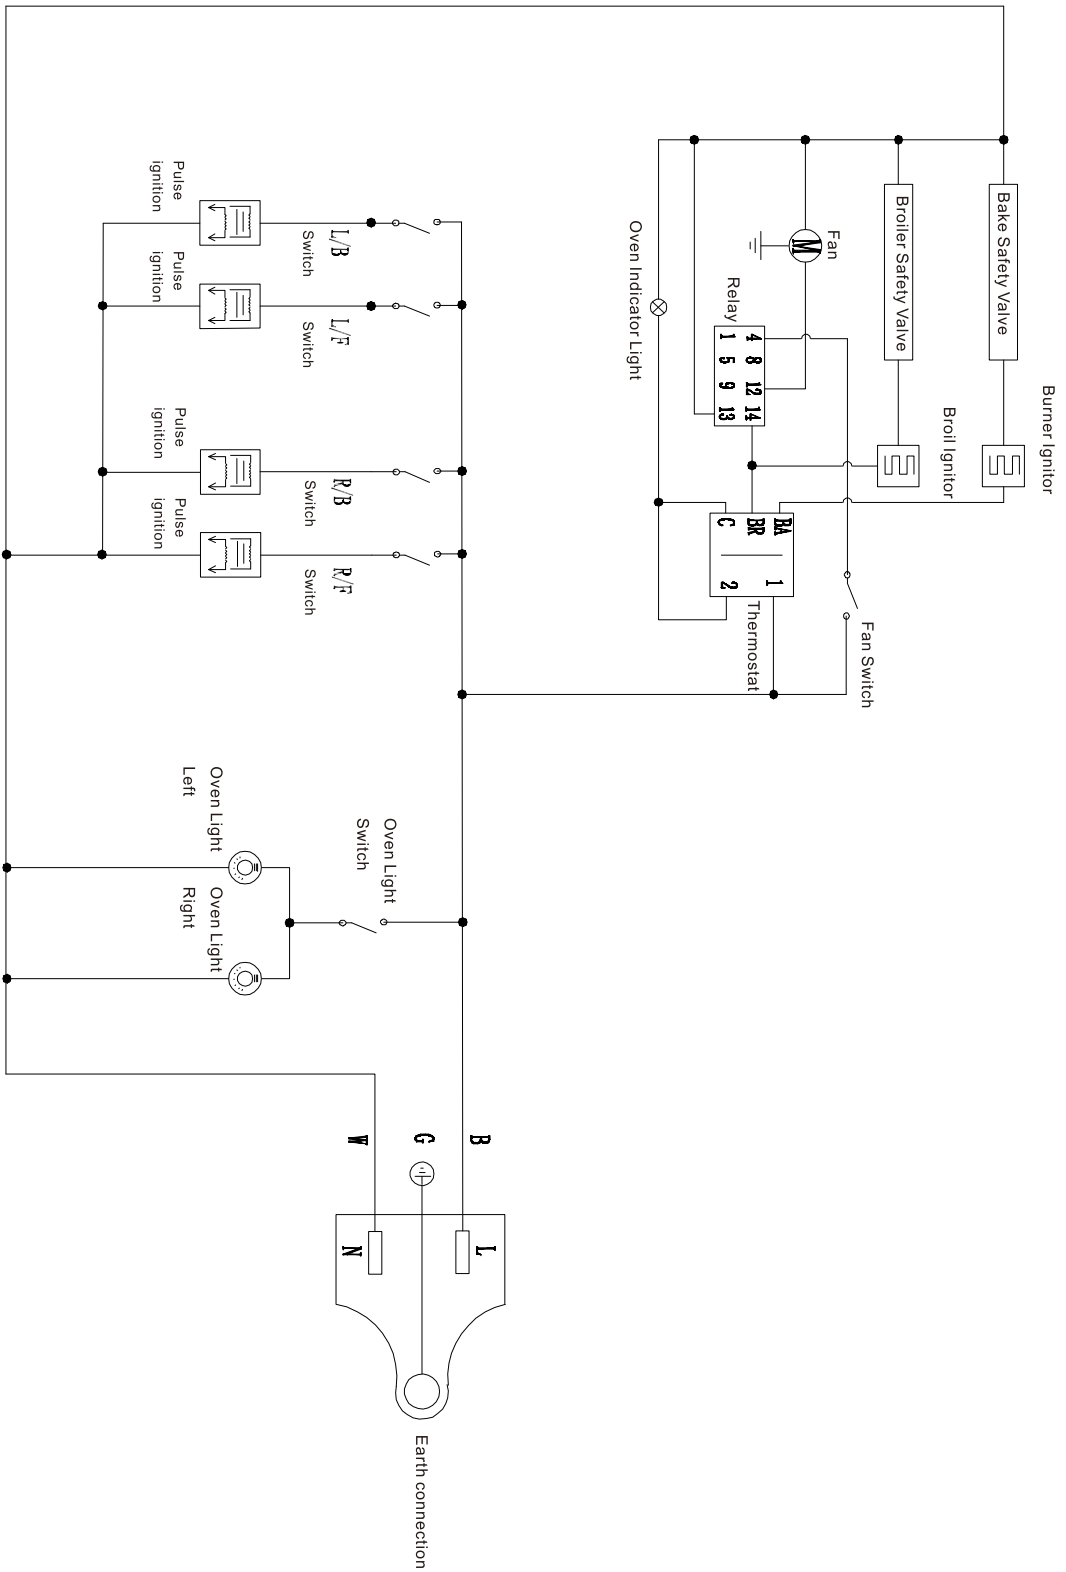 Burner Ignitor
Bake Safety Valve
Broil Ignitor
Broiler Safety Valve
Fan Switch
Fan
M
Relay
4 8 12 14
1 5 9 13
BA
BR
C
1
2
Thermostat
Oven Indicator Light
L/B
Switch
L/F
Switch
R/B
Switch
R/F
Switch
Pulse
ignition
Pulse
ignition
Pulse
ignition
Pulse
ignition
Oven Light
Switch
Oven Light
Left
Oven Light
Right
B
G
W
L
N
Earth connection